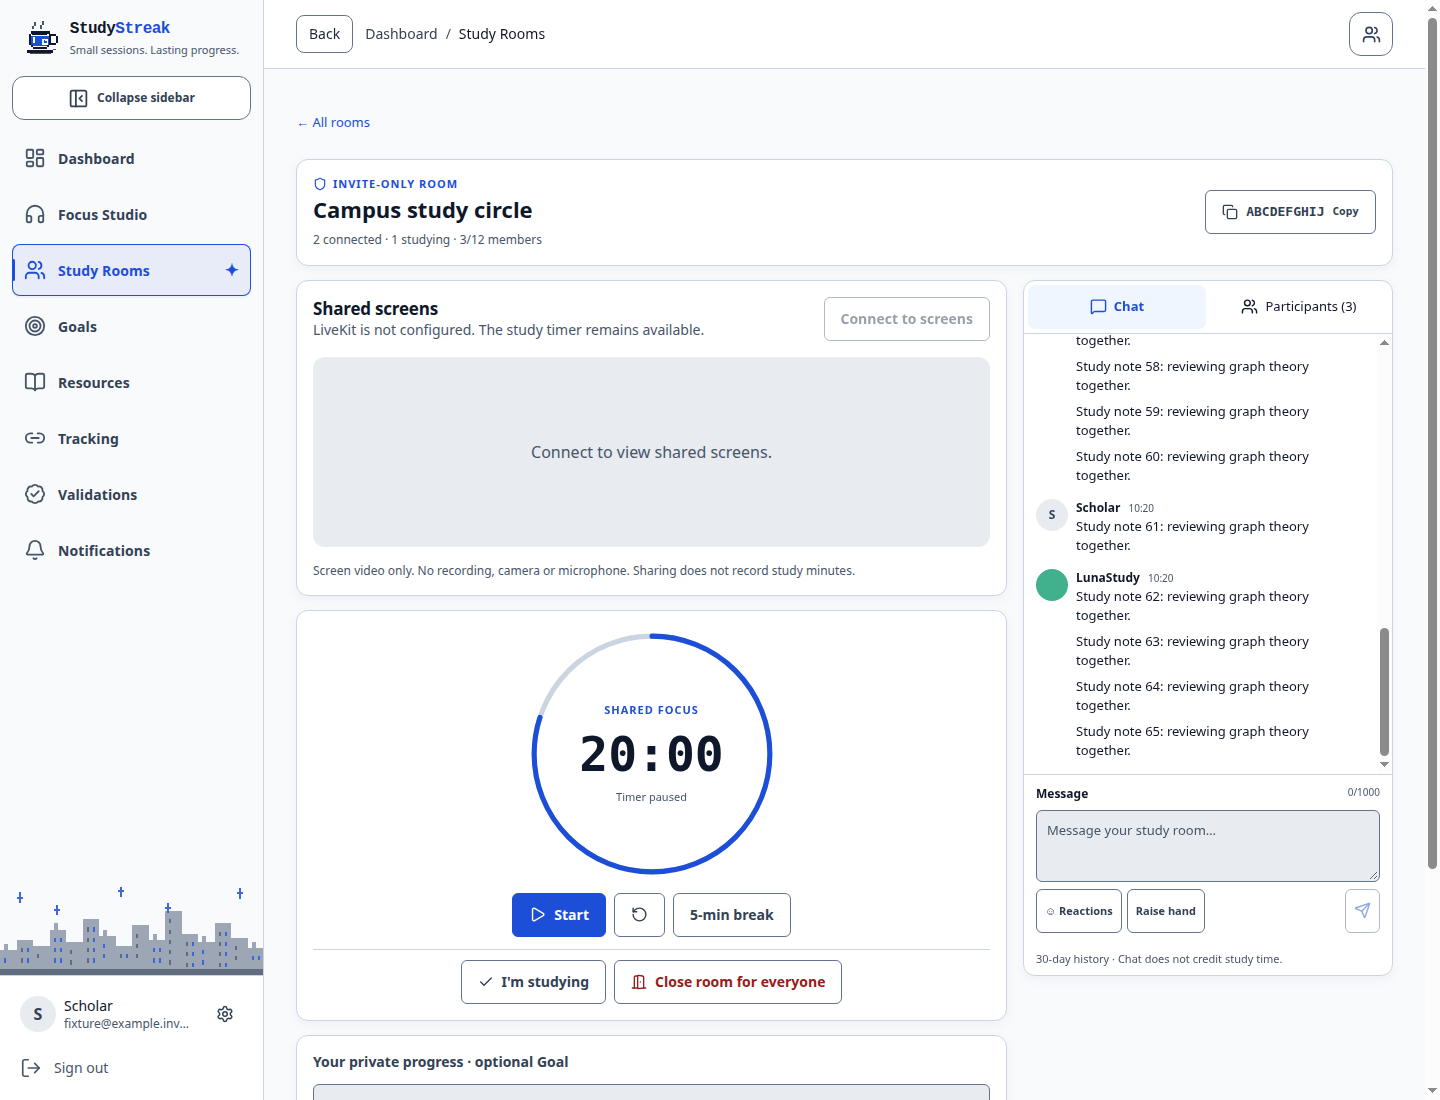 StudyStreak
Small sessions. Lasting progress.
Collapse sidebar
Dashboard
Focus Studio
Study Rooms
Goals
Resources
Tracking
Validations
Notifications
S
Scholar
fixture@example.inv...
Sign out
Back
Dashboard / Study Rooms
← All rooms
INVITE-ONLY ROOM
Campus study circle
2 connected · 1 studying · 3/12 members
ABCDEFGHIJ Copy
Shared screens
LiveKit is not configured. The study timer remains available.
Connect to screens
Connect to view shared screens.
Screen video only. No recording, camera or microphone. Sharing does not record study minutes.
SHARED FOCUS
20:00
Timer paused
Start
5-min break
I'm studying
Close room for everyone
Your private progress · optional Goal
Chat
Participants (3)
together.
Study note 58: reviewing graph theory
together.
Study note 59: reviewing graph theory
together.
Study note 60: reviewing graph theory
together.
S
Scholar 10:20
Study note 61: reviewing graph theory
together.
LunaStudy 10:20
Study note 62: reviewing graph theory
together.
Study note 63: reviewing graph theory
together.
Study note 64: reviewing graph theory
together.
Study note 65: reviewing graph theory
together.
Message
0/1000
Message your study room...
☺ Reactions
Raise hand
30-day history · Chat does not credit study time.